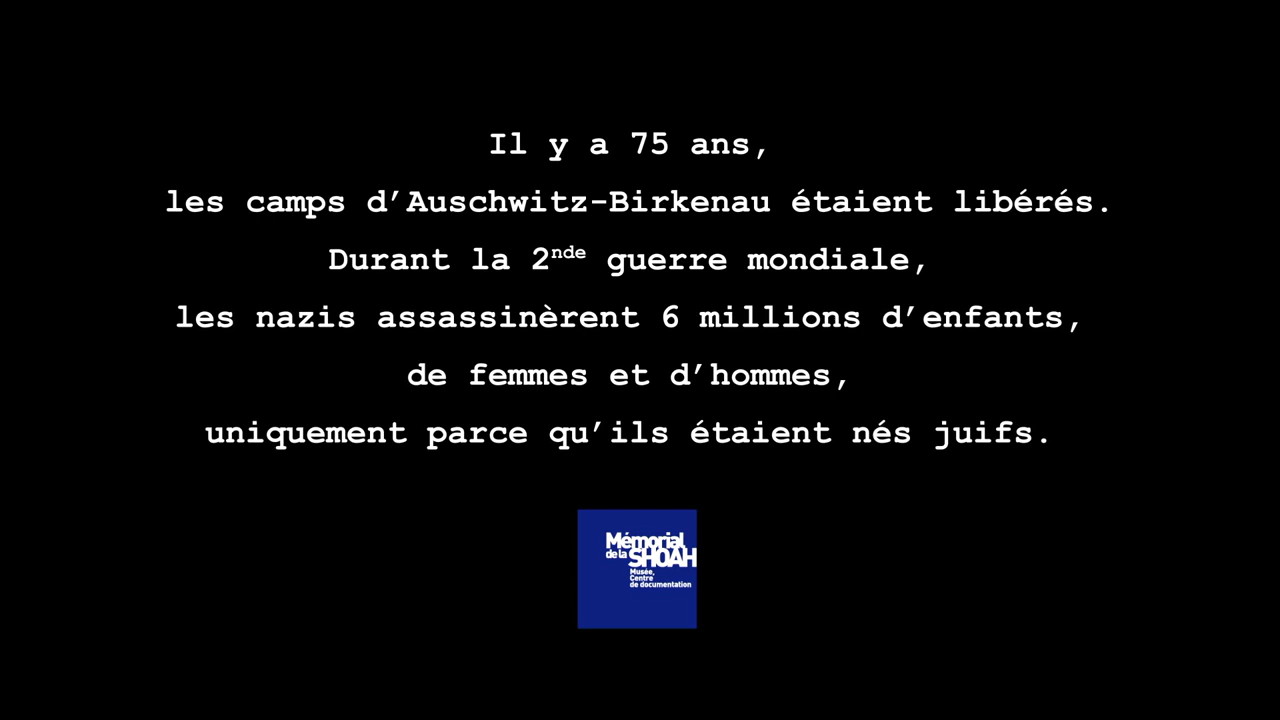 Il y a 75 ans,
les camps d’Auschwitz-Birkenau étaient libérés.
Durant la 2nde guerre mondiale,
les nazis assassinèrent 6 millions d’enfants,
de femmes et d’hommes,
uniquement parce qu’ils étaient nés juifs.
Mémorial
de la SHOAH
Musée,
Centre
de documentation